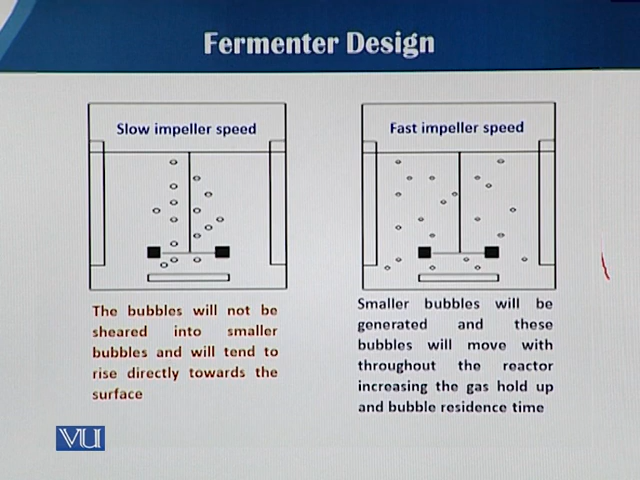 Fermenter Design
Slow impeller speed
The bubbles will not be
sheared into smaller
bubbles and will tend to
rise directly towards the
surface
Fast impeller speed
Smaller bubbles will be
generated and these
bubbles will move with
throughout the reactor
increasing the gas hold up
and bubble residence time
VU